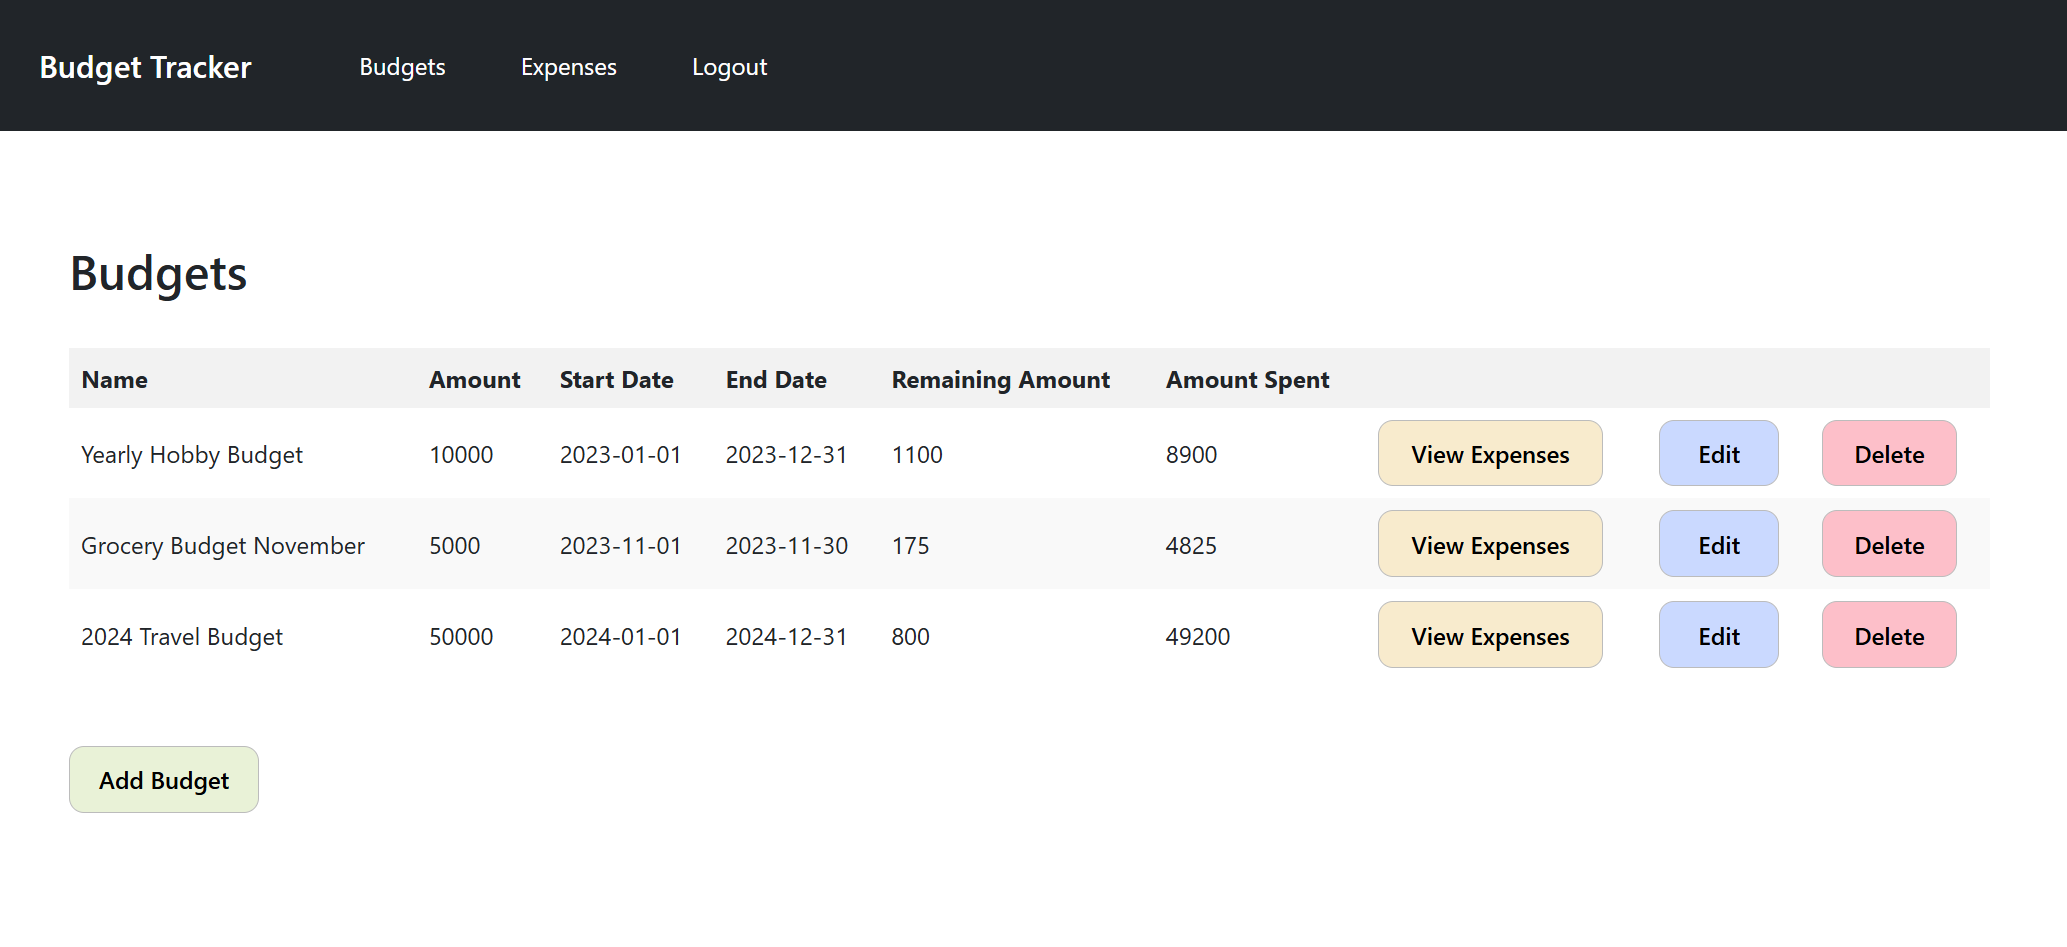 Budget Tracker Budgets Expenses Logout
Budgets
Name Amount Start Date End Date Remaining Amount Amount Spent
Yearly Hobby Budget 10000 2023-01-01 2023-12-31 1100 8900 View Expenses Edit Delete
Grocery Budget November 5000 2023-11-01 2023-11-30 175 4825 View Expenses Edit Delete
2024 Travel Budget 50000 2024-01-01 2024-12-31 800 49200 View Expenses Edit Delete
Add Budget